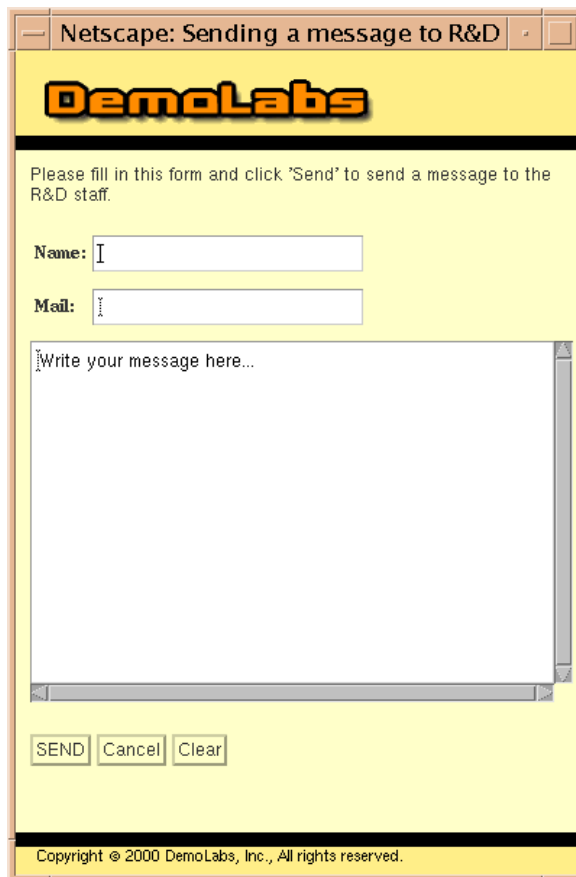 Netscape: Sending a message to R&D
DemoLabs
Please fill in this form and click 'Send' to send a message to the
R&D staff.
Name:
Mail:
Write your message here...
SEND Cancel Clear
Copyright © 2000 DemoLabs, Inc., All rights reserved.